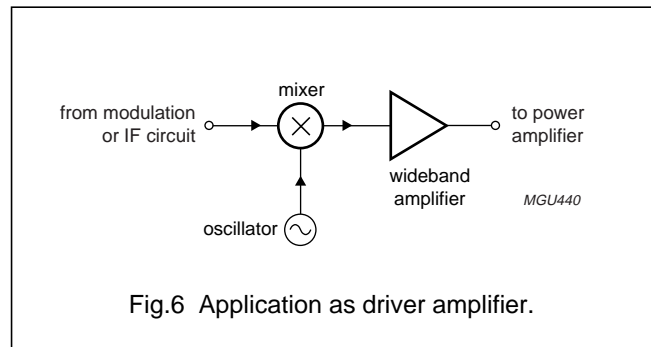 mixer
from modulation
or IF circuit
to power
amplifier
wideband
amplifier
MGU440
oscillator
Fig.6 Application as driver amplifier.